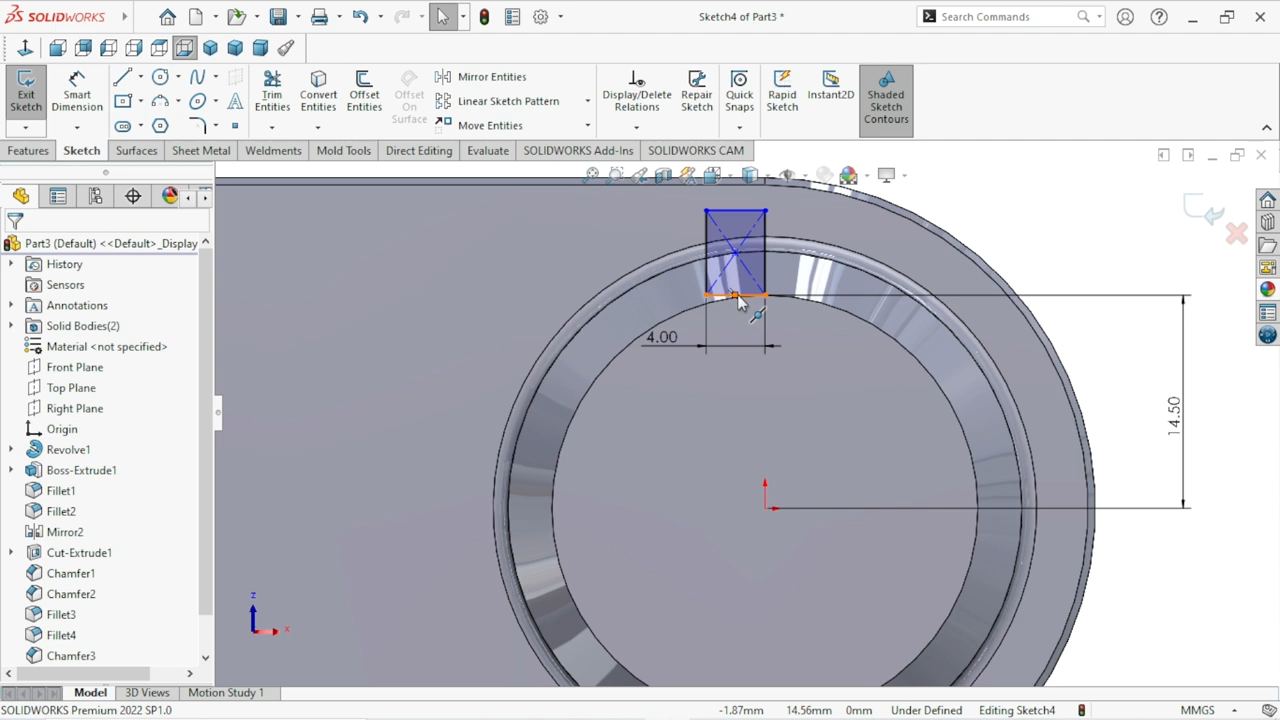 SOLIDWORKS
Sketch4 of Part3 *
Search Commands
Exit Sketch
Smart Dimension
Trim Entities
Convert Entities
Offset Entities
Offset On Surface
Mirror Entities
Linear Sketch Pattern
Move Entities
Display/Delete Relations
Repair Sketch
Quick Snaps
Rapid Sketch
Instant2D
Shaded Sketch Contours
Features
Sketch
Surfaces
Sheet Metal
Weldments
Mold Tools
Direct Editing
Evaluate
SOLIDWORKS Add-Ins
SOLIDWORKS CAM
Part3 (Default) <<Default>_Display
History
Sensors
Annotations
Solid Bodies(2)
Material <not specified>
Front Plane
Top Plane
Right Plane
Origin
Revolve1
Boss-Extrude1
Fillet1
Fillet2
Mirror2
Cut-Extrude1
Chamfer1
Chamfer2
Fillet3
Fillet4
Chamfer3
4.00
14.50
z
x
Model
3D Views
Motion Study 1
SOLIDWORKS Premium 2022 SP1.0
-1.87mm
14.56mm
0mm
Under Defined
Editing Sketch4
MMGS